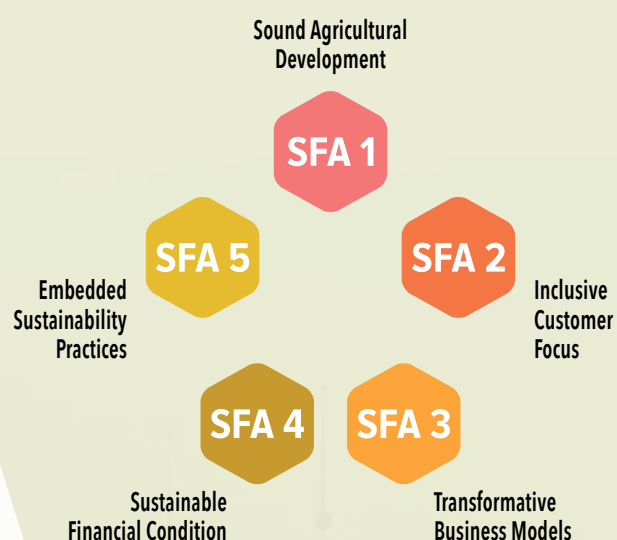 Sound Agricultural
Development
SFA 1
SFA 5
SFA 2
Embedded
Sustainability
Practices
Inclusive
Customer
Focus
SFA 4
SFA 3
Sustainable
Financial Condition
Transformative
Business Models